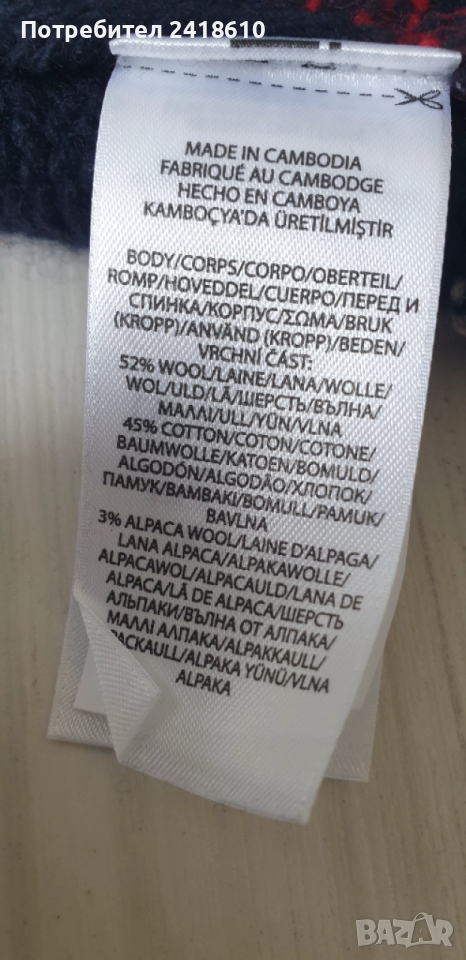 Потребител 2418610
MADE IN CAMBODIA
FABRIQUÉ AU CAMBODGE
HECHO EN CAMBOYA
KAMBOÇYA'DA ÜRETİLMİŞTİR
BODY/CORPS/CORPO/OBERTEIL/
ROMP/HOVEDDEL/CUERPO/ПЕРЕД И
СПИНКА/КОРПУС/ΣΩΜΑ/BRUK
(KROPP)/ANVÄND (KROPP)/BEDEN/
VRCHNÍ ČÁST:
52% WOOL/LAINE/LANA/WOLLE/
WOL/ULD/LÃ/ШЕРСТЬ/ВЪЛНА/
ΜΑΛΛΙ/ULL/YÜN/VLNA
45% COTTON/COTON/COTONE/
BAUMWOLLE/KATOEN/BOMULD/
ALGODÓN/ALGODÃO/ХЛОПОК/
ПАМУК/ΒΑΜΒΑΚΙ/BOMULL/PAMUK/
BAVLNA
3% ALPACA WOOL/LAINE D'ALPAGA/
LANA ALPACA/ALPAKAWOLLE/
ALPACAWOL/ALPACAULD/LANA DE
ALPACA/LÃ DE ALPACA/ШЕРСТЬ
АЛЬПАКИ/ВЪЛНА ОТ АЛПАКА/
ΜΑΛΛΙ ΑΛΠΑΚΑ/ALPAKKAULL/
ALPACKAULL/ALPAKA YÜNÜ/VLNA
ALPAKA
BAZAR